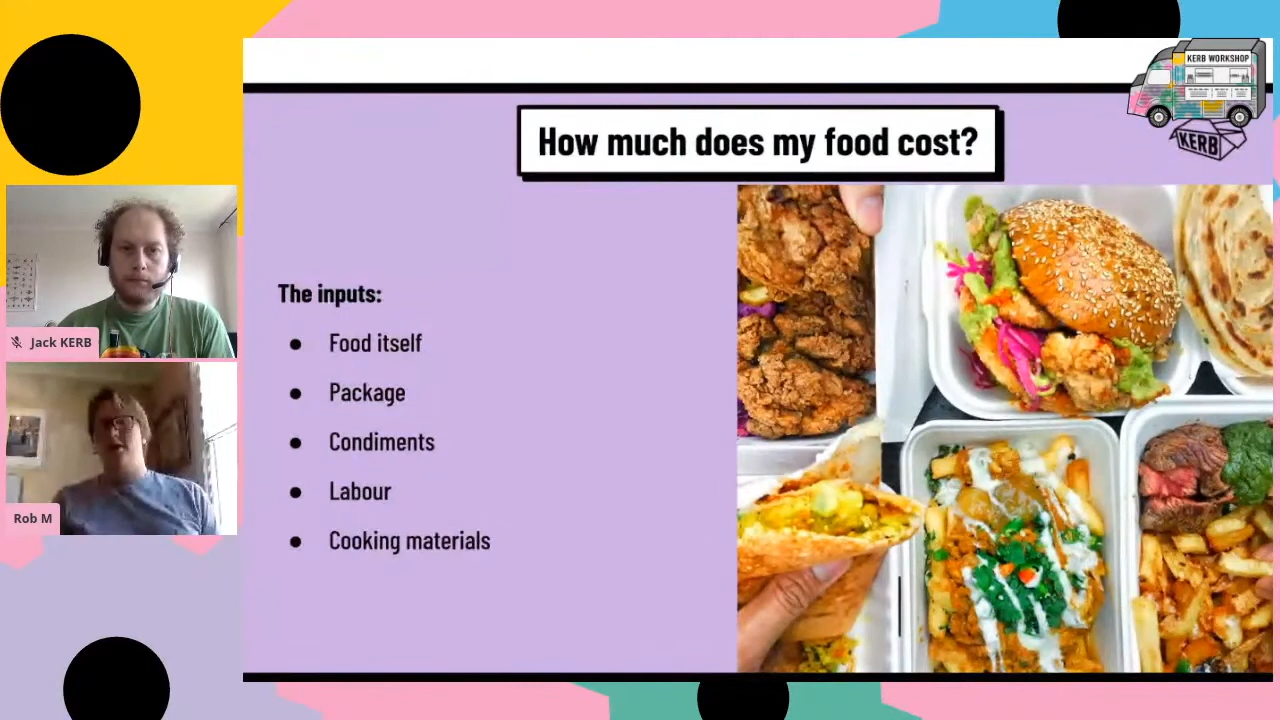 KERB WORKSHOP
KERB
How much does my food cost?
The inputs:
● Food itself
● Package
● Condiments
● Labour
● Cooking materials
Jack KERB
Rob M